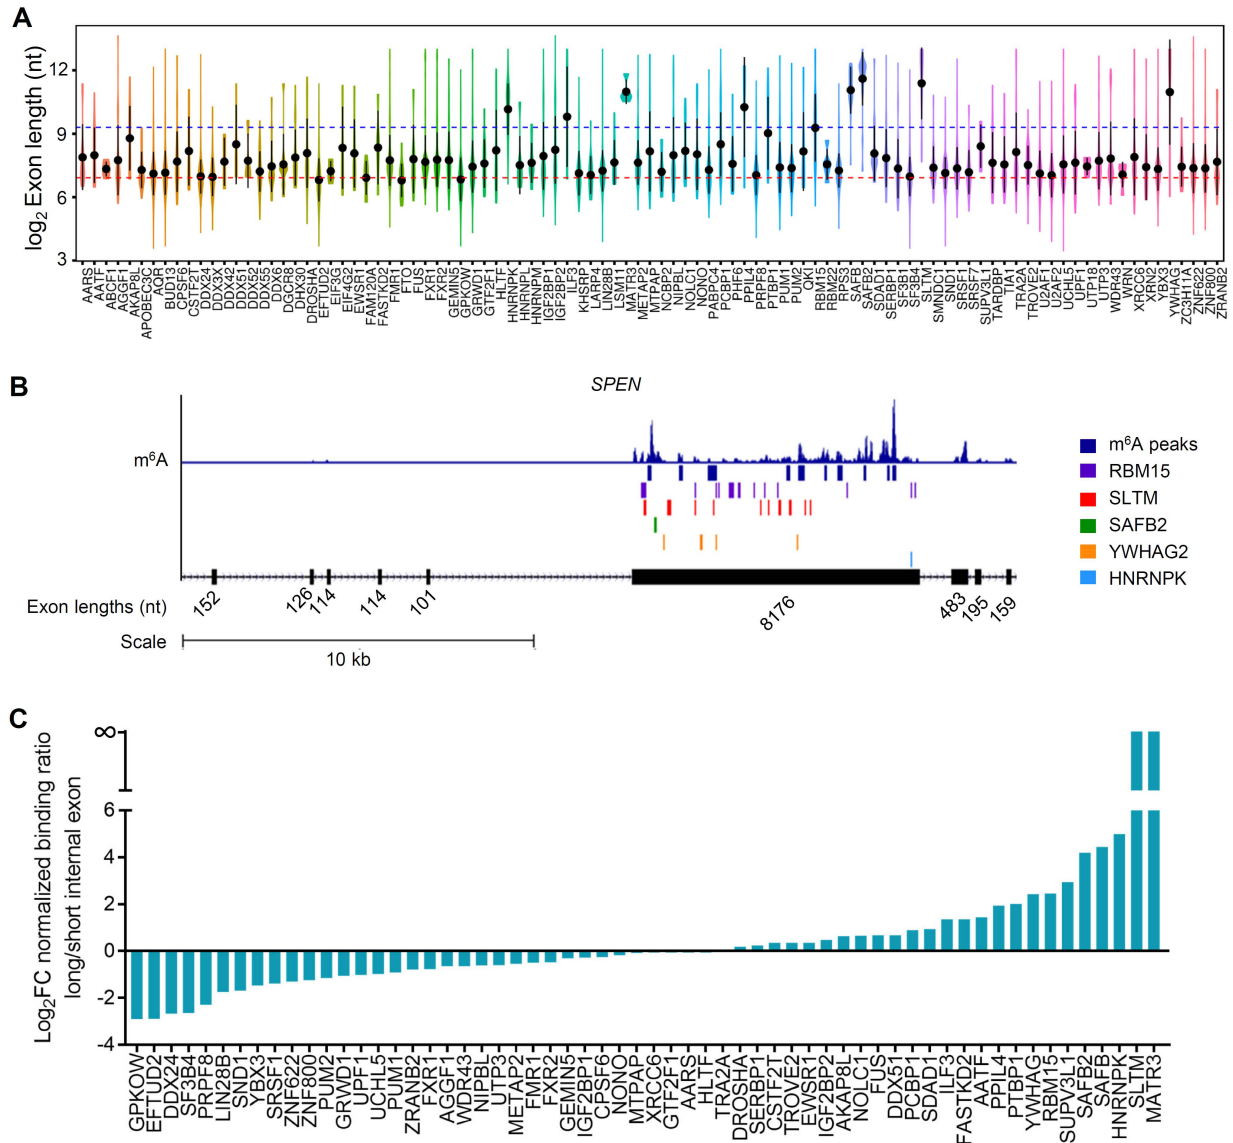 A
log2 Exon length (nt)
12
9
6
3
AARS
AATF
ABCF1
AGGF1
AKAP8L
APOBEC3C
AQR
BUD13
CPSF6
CSTF2T
DDX24
DDX3X
DDX42
DDX51
DDX52
DDX55
DDX6
DGCR8
DHX30
DROSHA
EFTUD2
EIF3G
EIF4G2
EWSR1
FAM120A
FASTKD2
FMR1
FTO
FUS
FXR1
FXR2
GEMIN5
GPKOW
GRWD1
GTF2F1
HLTF
HNRNPK
HNRNPL
HNRNPM
IGF2BP1
IGF2BP2
ILF3
KHSRP
LARP4
LIN28B
LSM11
MATR3
METAP2
MTPAP
NCBP2
NIPBL
NOLC1
NONO
PABPC4
PCBP1
PHF6
PPIL4
PRPF8
PTBP1
PUM1
PUM2
QKI
RBM15
RBM22
RPS3
SAFB
SAFB2
SDAD1
SERBP1
SF3B1
SF3B4
SLTM
SMNDC1
SND1
SRSF1
SRSF7
SUPV3L1
TARDBP
TIA1
TRA2A
TROVE2
U2AF1
U2AF2
UCHL5
UPF1
UTP18
UTP3
WDR43
WRN
XRCC6
XRN2
YBX3
YWHAG
ZC3H11A
ZNF622
ZNF800
ZRANB2
B
SPEN
m6A
m6A peaks
RBM15
SLTM
SAFB2
YWHAG2
HNRNPK
Exon lengths (nt)
152
126
114
114
101
8176
483
195
159
Scale
10 kb
C
Log2FC normalized binding ratio
long/short internal exon
∞
6
4
2
0
-2
-4
GPKOW
EFTUD2
DDX24
SF3B4
PRPF8
LIN28B
SND1
YBX3
SRSF1
ZNF622
ZNF800
PUM2
GRWD1
UPF1
UCHL5
PUM1
ZRANB2
FXR1
AGGF1
WDR43
NIPBL
UTP3
METAP2
FMR1
FXR2
GEMIN5
IGF2BP1
CPSF6
NONO
MTPAP
XRCC6
GTF2F1
AARS
HLTF
TRA2A
DROSHA
SERBP1
CSTF2T
TROVE2
EWSR1
IGF2BP2
AKAP8L
NOLC1
FUS
DDX51
PCBP1
SDAD1
ILF3
FASTKD2
AATF
PPIL4
PTBP1
YWHAG
RBM15
SUPV3L1
SAFB2
SAFB
HNRNPK
SLTM
MATR3